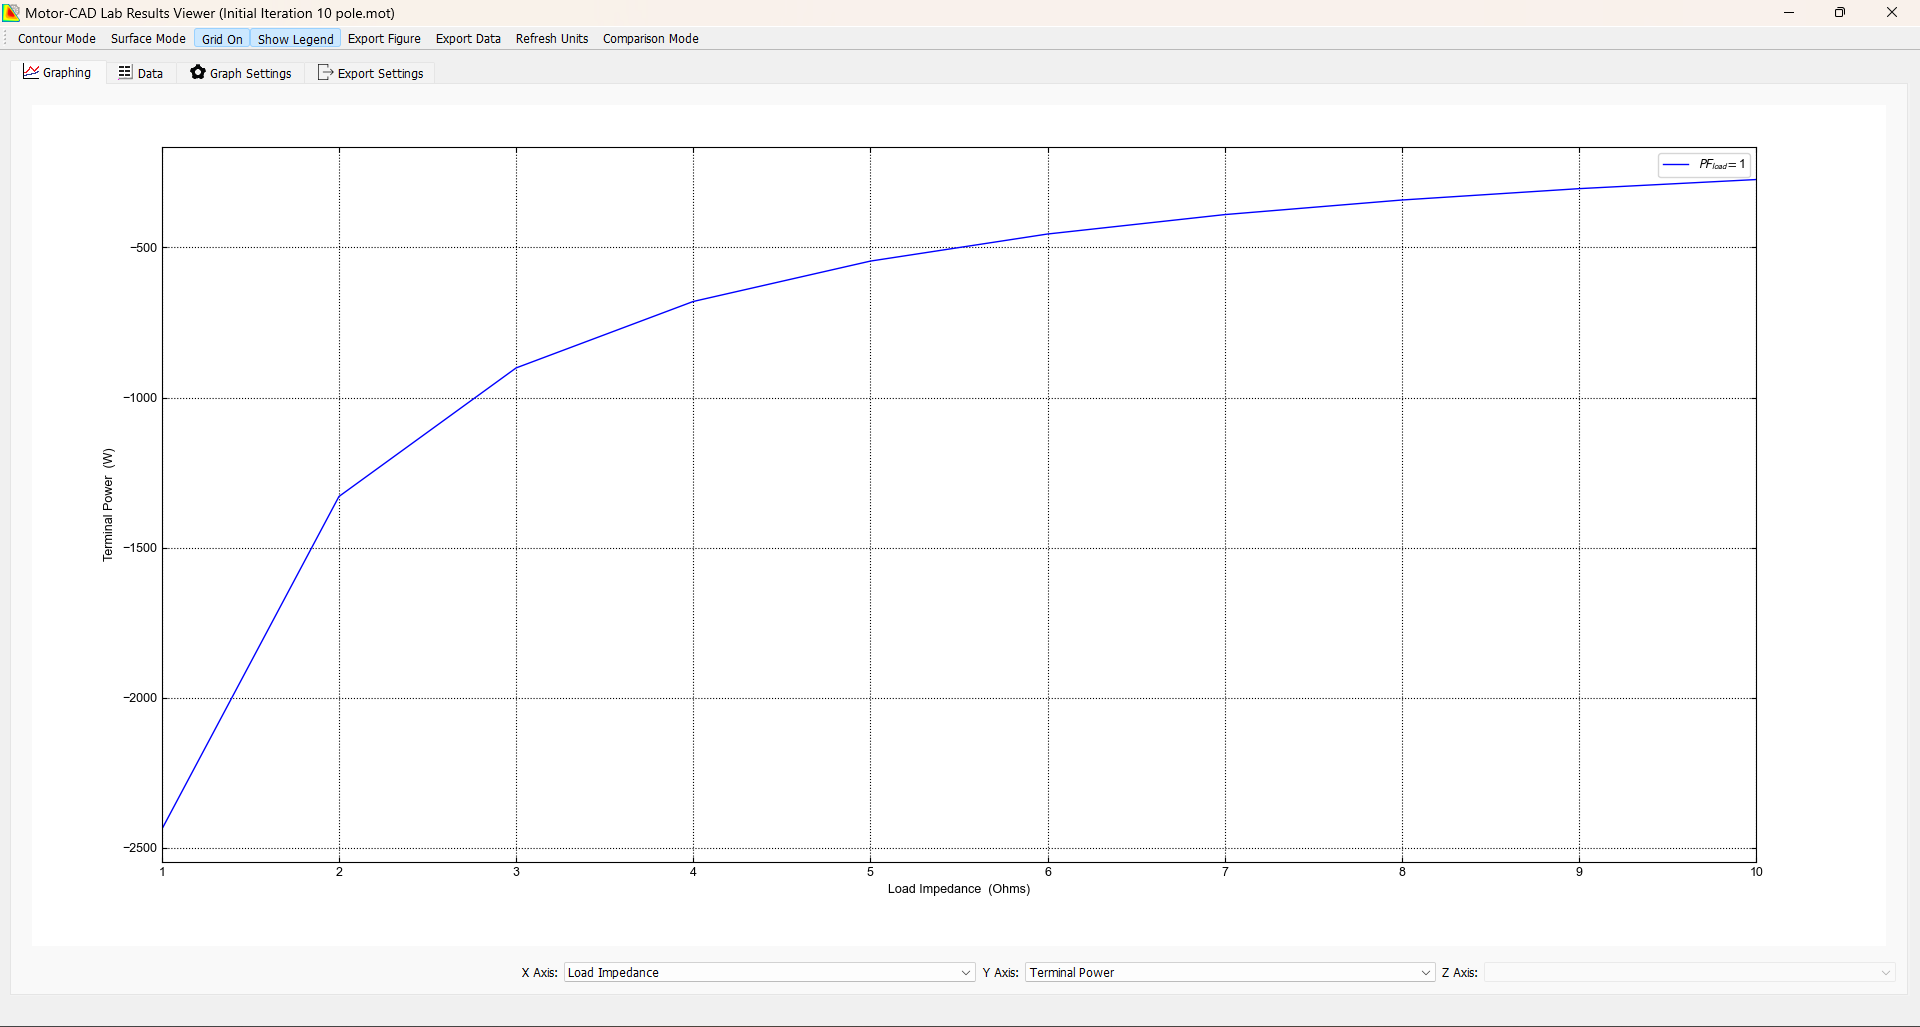 Motor-CAD Lab Results Viewer (Initial Iteration 10 pole.mot)
Contour Mode Surface Mode Grid On Show Legend Export Figure Export Data Refresh Units Comparison Mode
Graphing Data Graph Settings Export Settings
PFload = 1
−500
−1000
−1500
−2000
−2500
Terminal Power (W)
1 2 3 4 5 6 7 8 9 10
Load Impedance (Ohms)
X Axis: Load Impedance Y Axis: Terminal Power Z Axis: